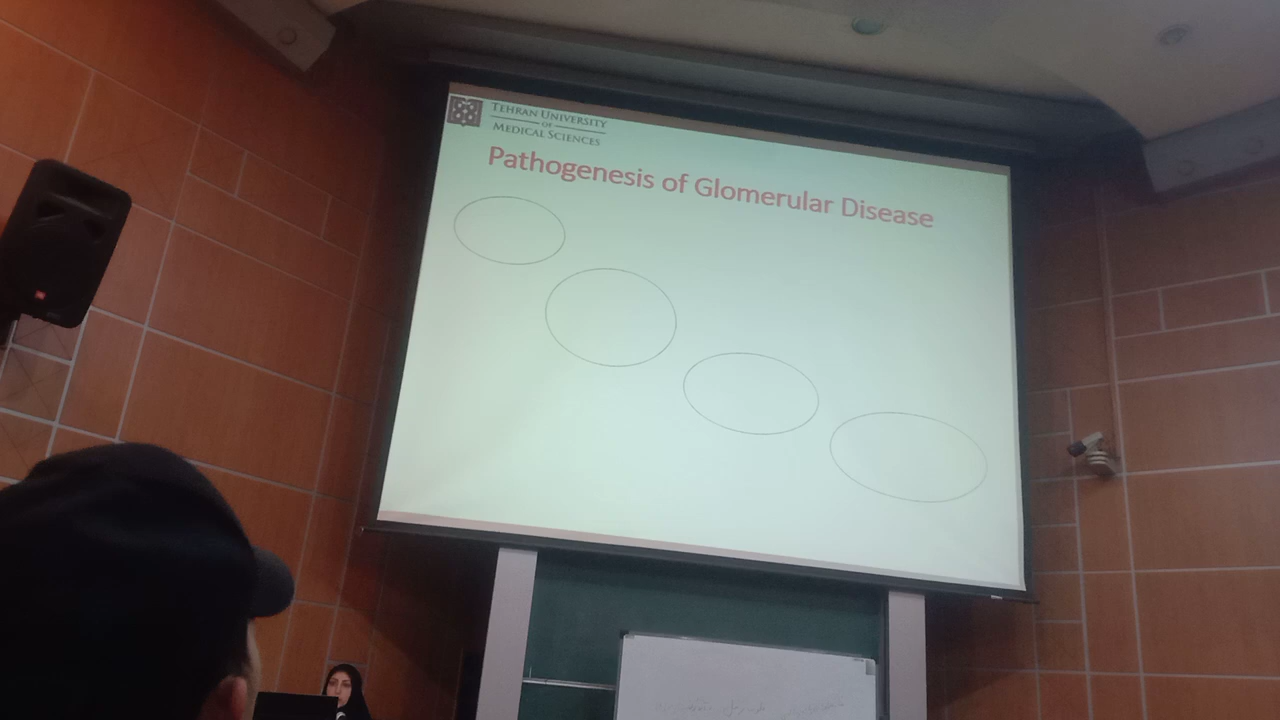 TEHRAN UNIVERSITY
OF
MEDICAL SCIENCES
Pathogenesis of Glomerular Disease